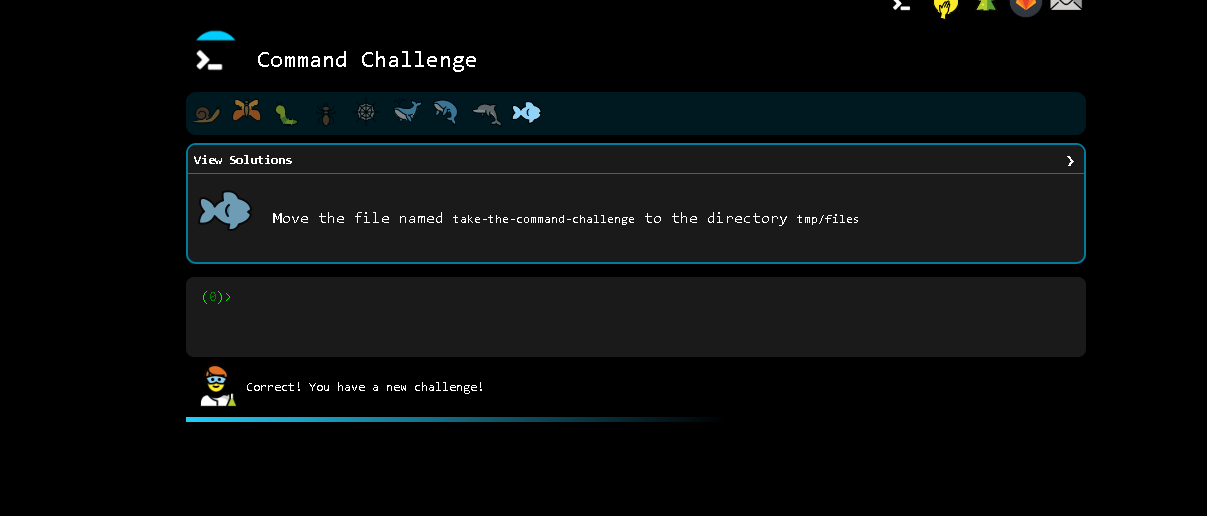 Command Challenge
View Solutions
Move the file named take-the-command-challenge to the directory tmp/files
(0)>
Correct! You have a new challenge!